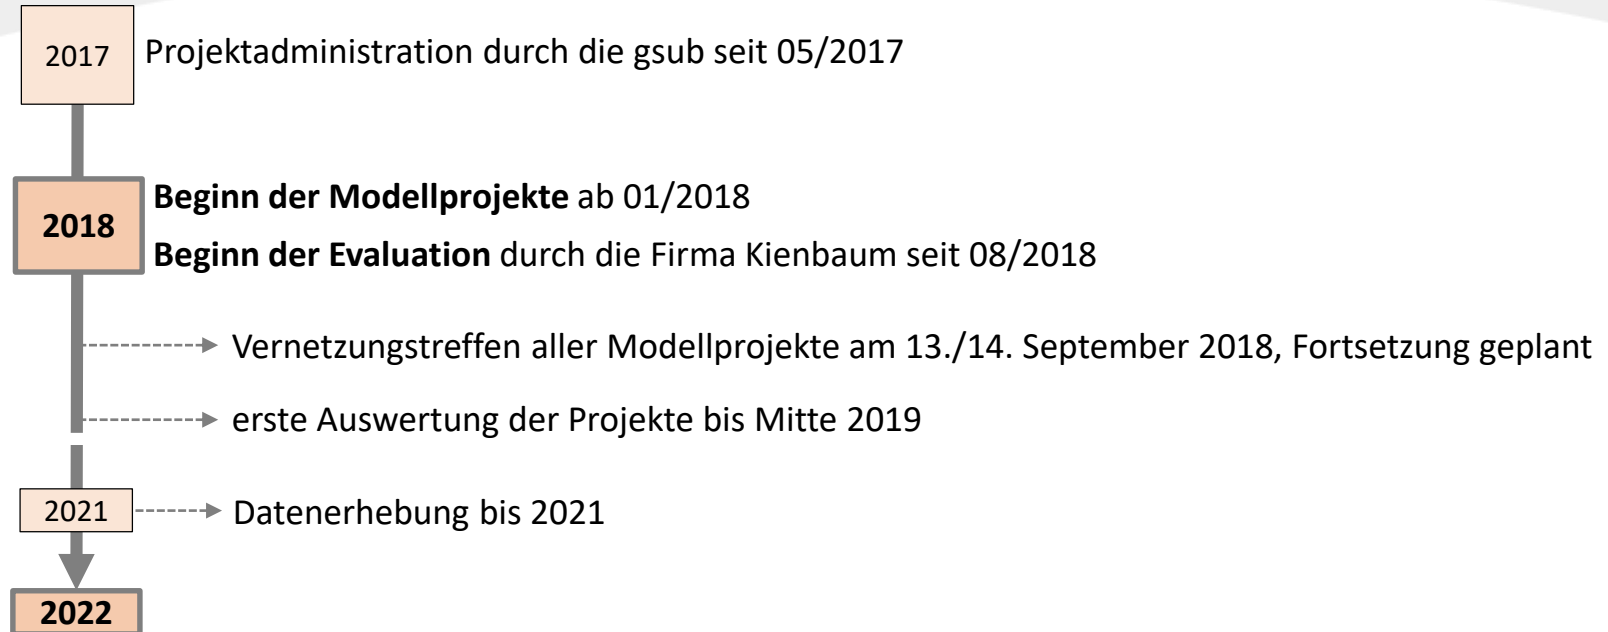 2017 Projektadministration durch die gsub seit 05/2017
Beginn der Modellprojekte ab 01/2018
2018
Beginn der Evaluation durch die Firma Kienbaum seit 08/2018
Vernetzungstreffen aller Modellprojekte am 13./14. September 2018, Fortsetzung geplant
erste Auswertung der Projekte bis Mitte 2019
2021 Datenerhebung bis 2021
2022